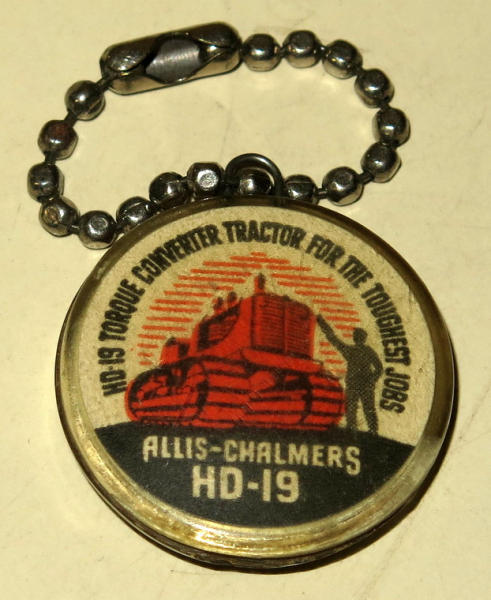 HD-19 TORQUE CONVERTER TRACTOR FOR THE TOUGHEST JOBS
ALLIS-CHALMERS
HD-19